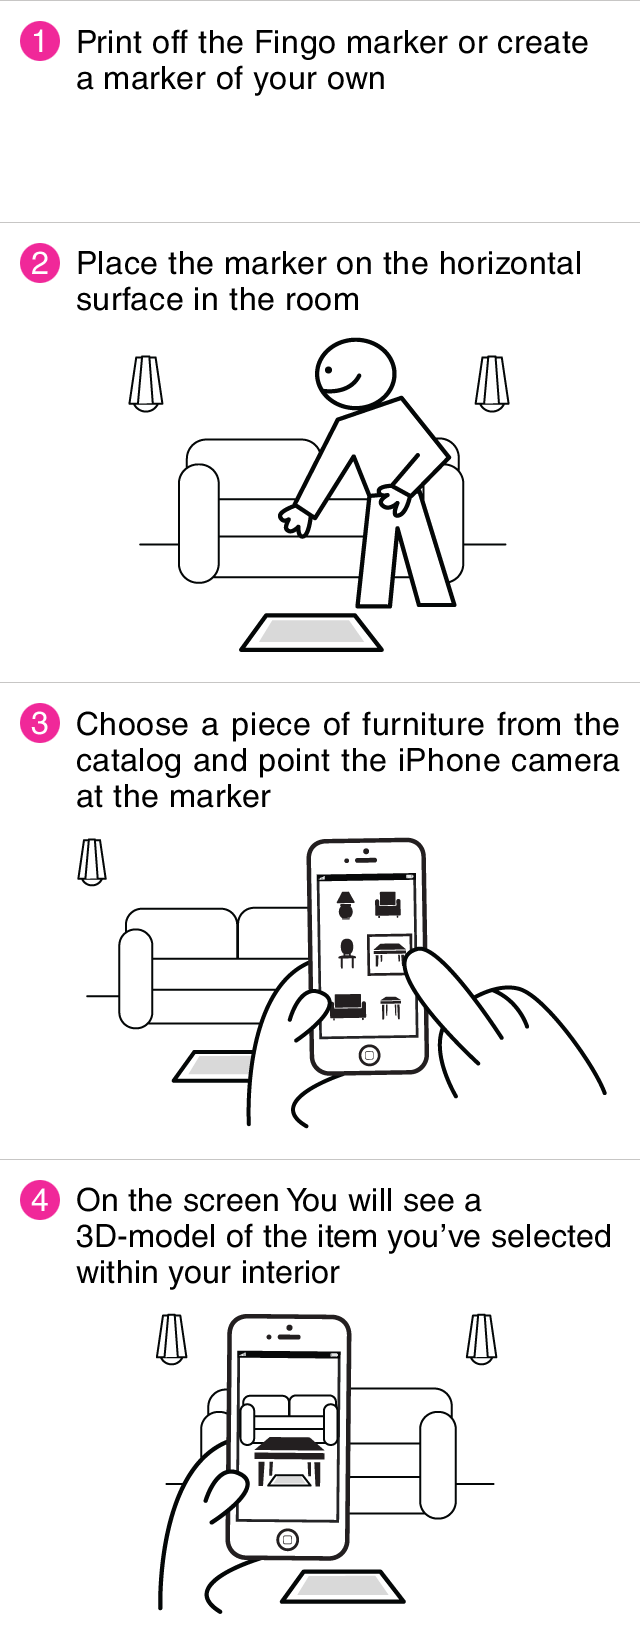 1 Print off the Fingo marker or create
a marker of your own
2 Place the marker on the horizontal
surface in the room
3 Choose a piece of furniture from the
catalog and point the iPhone camera
at the marker
4 On the screen You will see a
3D-model of the item you’ve selected
within your interior